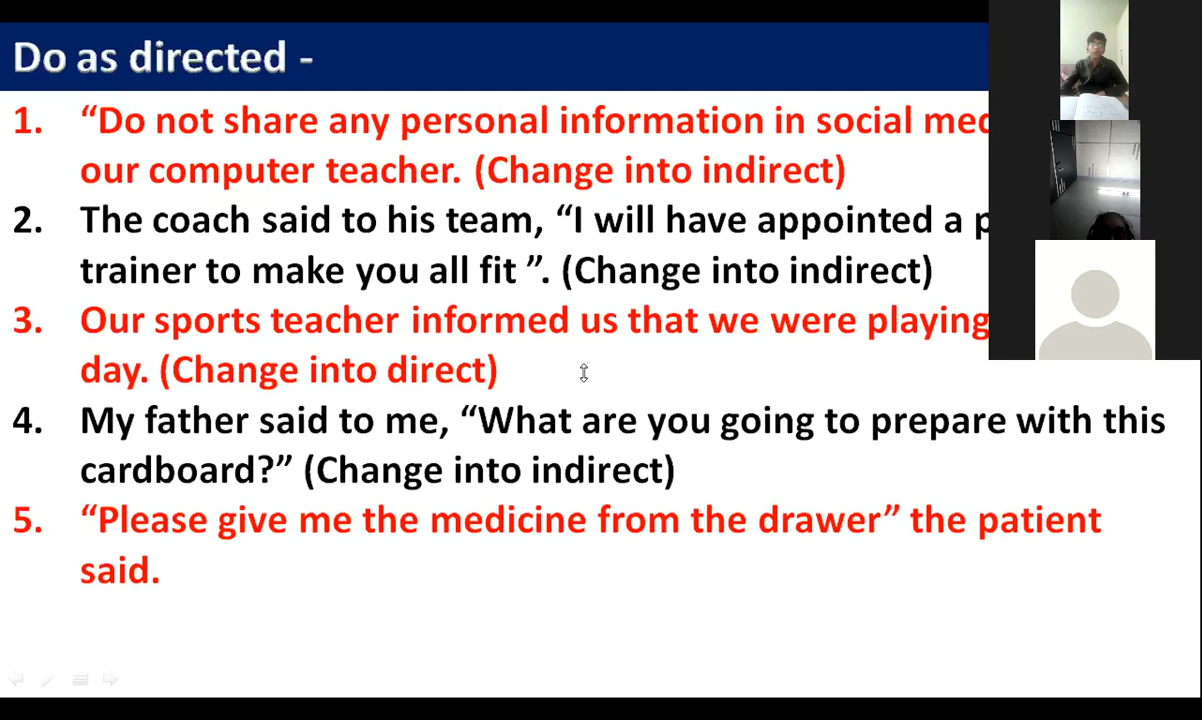 Do as directed -
1. “Do not share any personal information in social
our computer teacher. (Change into indirect)
2. The coach said to his team, “I will have appointed a
trainer to make you all fit ”. (Change into indirect)
3. Our sports teacher informed us that we were playing
day. (Change into direct)
4. My father said to me, “What are you going to prepare with this
cardboard?” (Change into indirect)
5. “Please give me the medicine from the drawer” the patient
said.